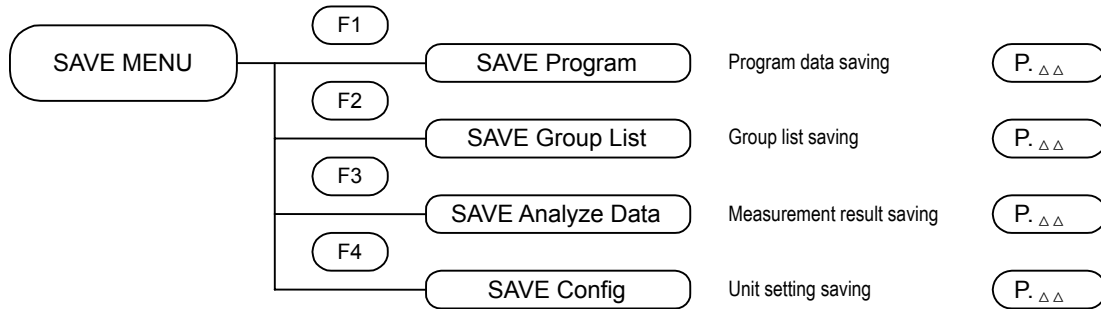 F1
SAVE MENU SAVE Program Program data saving P. △△
F2
SAVE Group List Group list saving P. △△
F3
SAVE Analyze Data Measurement result saving P. △△
F4
SAVE Config Unit setting saving P. △△